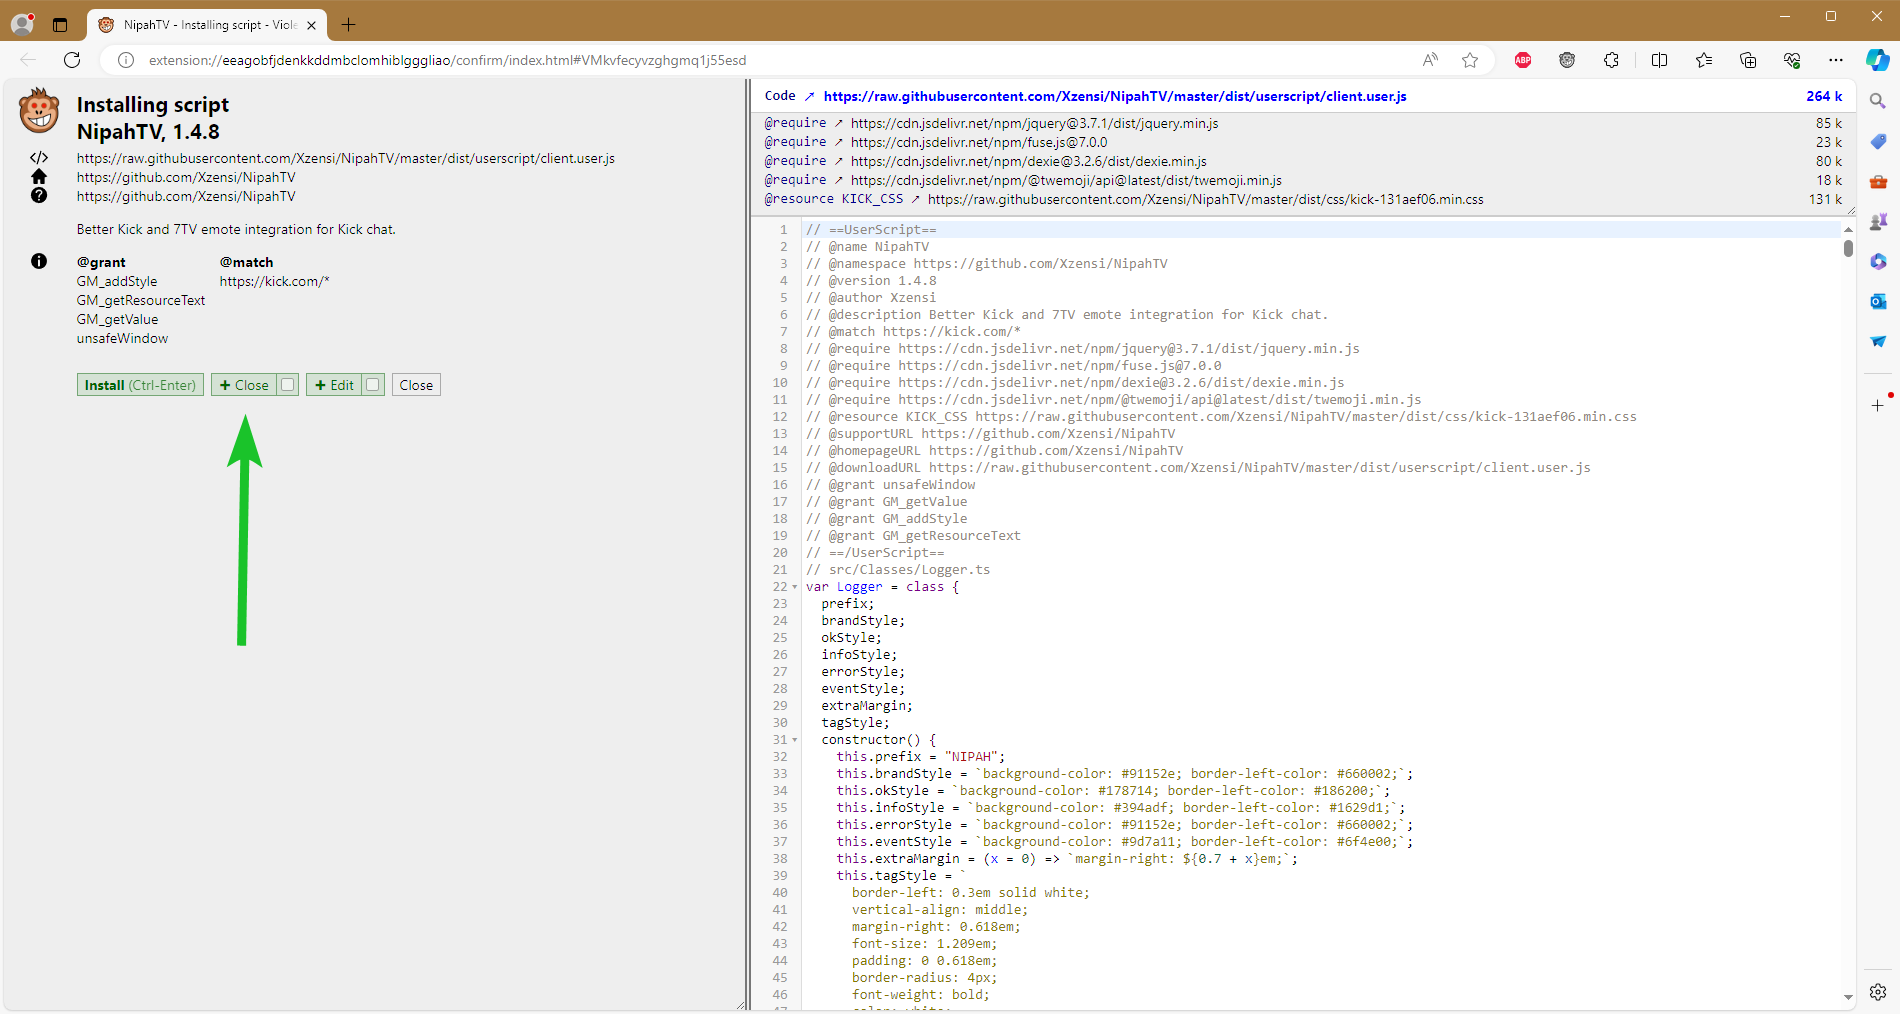 NipahTV - Installing script - Viole
extension://eeagobfjdenkkddmbclomhiblgggliao/confirm/index.html#VMkvfecyvzghgmq1j55esd
ABP
Installing script
NipahTV, 1.4.8
https://raw.githubusercontent.com/Xzensi/NipahTV/master/dist/userscript/client.user.js
https://github.com/Xzensi/NipahTV
https://github.com/Xzensi/NipahTV
Better Kick and 7TV emote integration for Kick chat.
@grant @match
GM_addStyle https://kick.com/*
GM_getResourceText
GM_getValue
unsafeWindow
Install (Ctrl-Enter) + Close + Edit Close
Code ↗ https://raw.githubusercontent.com/Xzensi/NipahTV/master/dist/userscript/client.user.js 264 k
@require ↗ https://cdn.jsdelivr.net/npm/jquery@3.7.1/dist/jquery.min.js 85 k
@require ↗ https://cdn.jsdelivr.net/npm/fuse.js@7.0.0 23 k
@require ↗ https://cdn.jsdelivr.net/npm/dexie@3.2.6/dist/dexie.min.js 80 k
@require ↗ https://cdn.jsdelivr.net/npm/@twemoji/api@latest/dist/twemoji.min.js 18 k
@resource KICK_CSS ↗ https://raw.githubusercontent.com/Xzensi/NipahTV/master/dist/css/kick-131aef06.min.css 131 k
1 // ==UserScript==
2 // @name NipahTV
3 // @namespace https://github.com/Xzensi/NipahTV
4 // @version 1.4.8
5 // @author Xzensi
6 // @description Better Kick and 7TV emote integration for Kick chat.
7 // @match https://kick.com/*
8 // @require https://cdn.jsdelivr.net/npm/jquery@3.7.1/dist/jquery.min.js
9 // @require https://cdn.jsdelivr.net/npm/fuse.js@7.0.0
10 // @require https://cdn.jsdelivr.net/npm/dexie@3.2.6/dist/dexie.min.js
11 // @require https://cdn.jsdelivr.net/npm/@twemoji/api@latest/dist/twemoji.min.js
12 // @resource KICK_CSS https://raw.githubusercontent.com/Xzensi/NipahTV/master/dist/css/kick-131aef06.min.css
13 // @supportURL https://github.com/Xzensi/NipahTV
14 // @homepageURL https://github.com/Xzensi/NipahTV
15 // @downloadURL https://raw.githubusercontent.com/Xzensi/NipahTV/master/dist/userscript/client.user.js
16 // @grant unsafeWindow
17 // @grant GM_getValue
18 // @grant GM_addStyle
19 // @grant GM_getResourceText
20 // ==/UserScript==
21 // src/Classes/Logger.ts
22 var Logger = class {
23 prefix;
24 brandStyle;
25 okStyle;
26 infoStyle;
27 errorStyle;
28 eventStyle;
29 extraMargin;
30 tagStyle;
31 constructor() {
32 this.prefix = "NIPAH";
33 this.brandStyle = `background-color: #91152e; border-left-color: #660002;`;
34 this.okStyle = `background-color: #178714; border-left-color: #186200;`;
35 this.infoStyle = `background-color: #394adf; border-left-color: #1629d1;`;
36 this.errorStyle = `background-color: #91152e; border-left-color: #660002;`;
37 this.eventStyle = `background-color: #9d7a11; border-left-color: #6f4e00;`;
38 this.extraMargin = (x = 0) => `margin-right: ${0.7 + x}em;`;
39 this.tagStyle = `
40 border-left: 0.3em solid white;
41 vertical-align: middle;
42 margin-right: 0.618em;
43 font-size: 1.209em;
44 padding: 0 0.618em;
45 border-radius: 4px;
46 font-weight: bold;